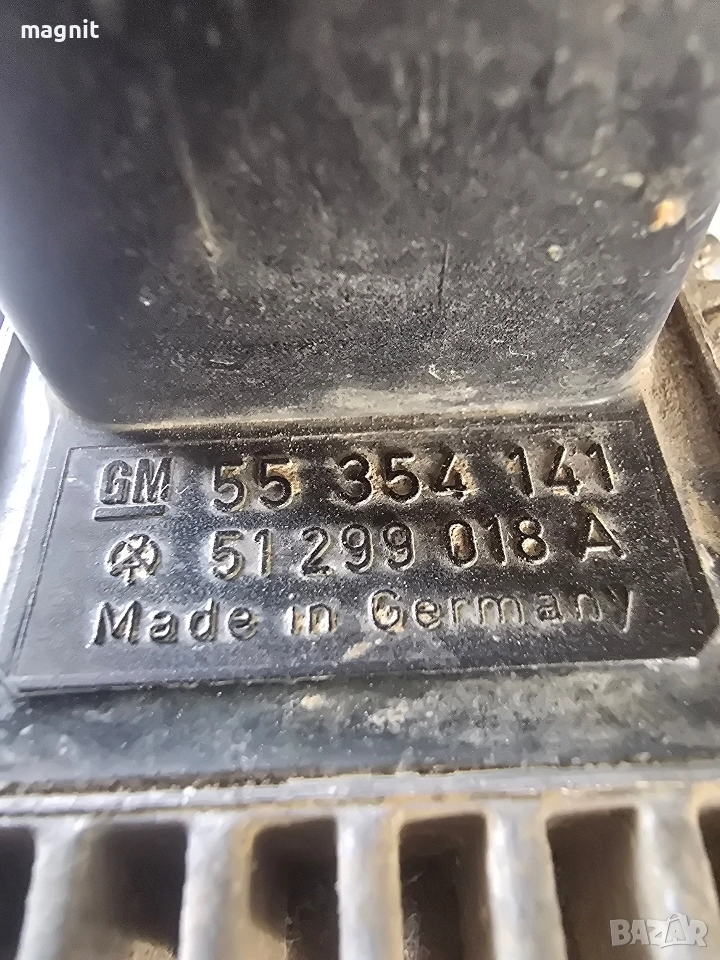 magnit
GM 55 354 141
51 299 018 A
Made in Germany
BAZAR